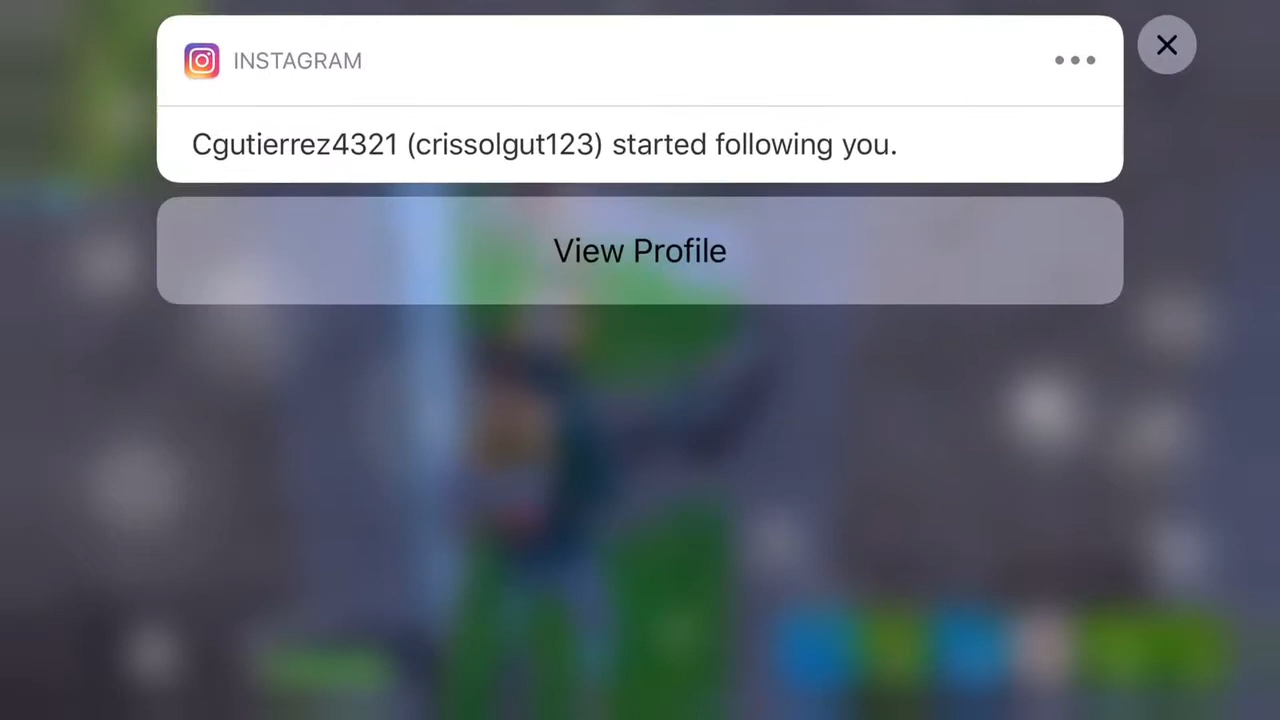 INSTAGRAM
Cgutierrez4321 (crissolgut123) started following you.
View Profile